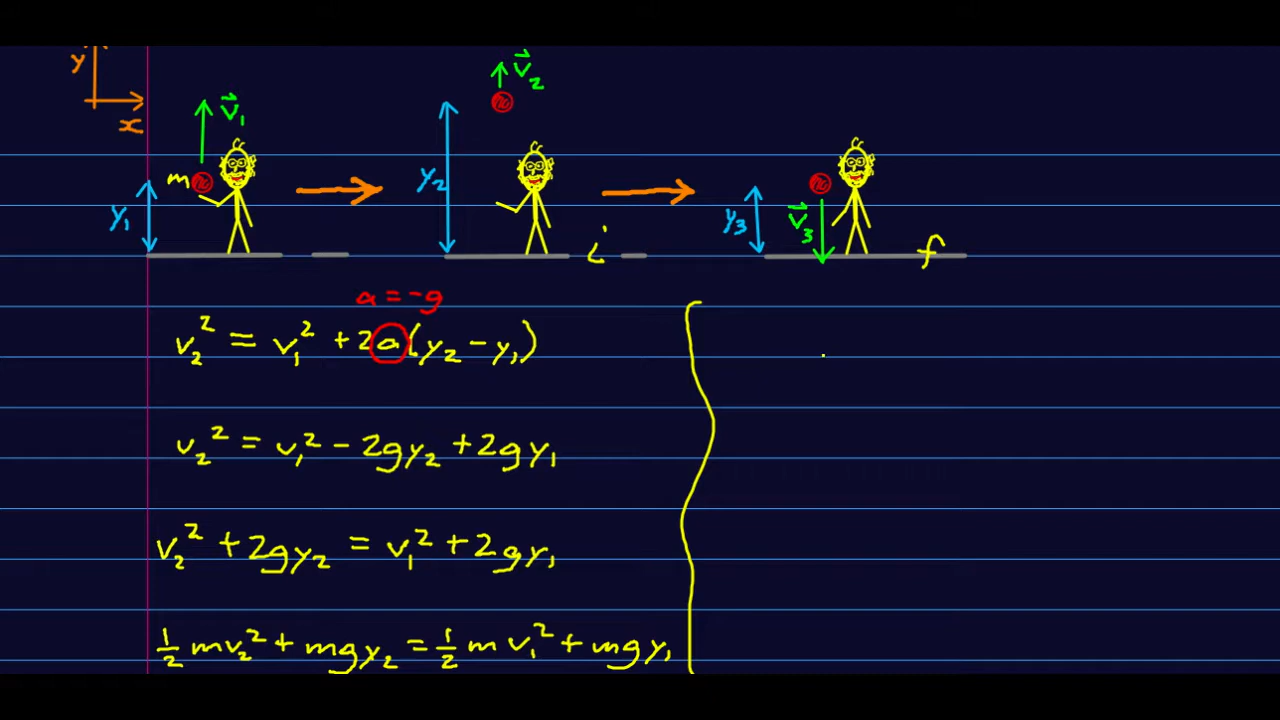 y
x
m
v⃗₁
y₁
v⃗₂
y₂
i
y₃
v⃗₃
f
a = -g
v₂² = v₁² + 2a(y₂ - y₁)
v₂² = v₁² - 2gy₂ + 2gy₁
v₂² + 2gy₂ = v₁² + 2gy₁
½mv₂² + mgy₂ = ½mv₁² + mgy₁